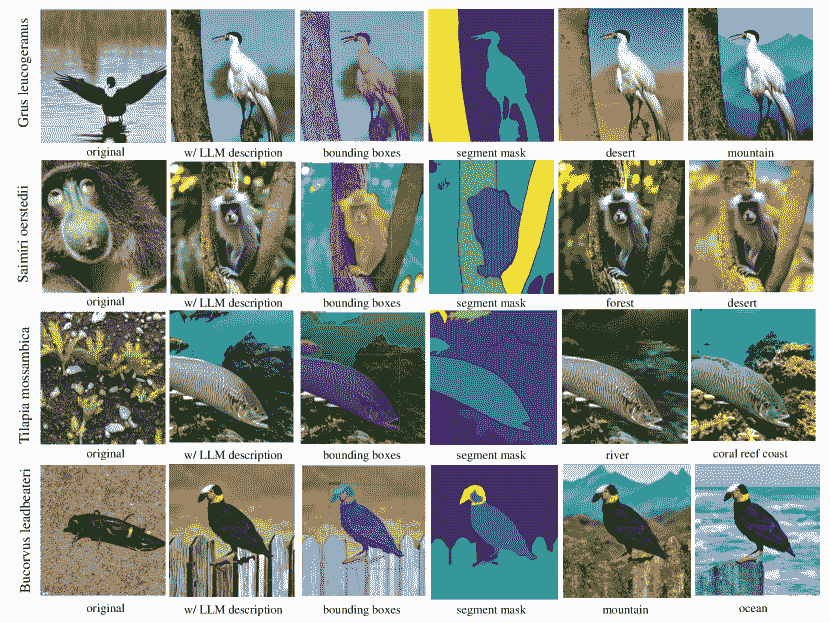 Grus leucogeranus
original w/ LLM description bounding boxes segment mask desert mountain
Saimiri oerstedii
original w/ LLM description bounding boxes segment mask forest desert
Tilapia mossambica
original w/ LLM description bounding boxes segment mask river coral reef coast
Bucorvus leadbeateri
original w/ LLM description bounding boxes segment mask mountain ocean